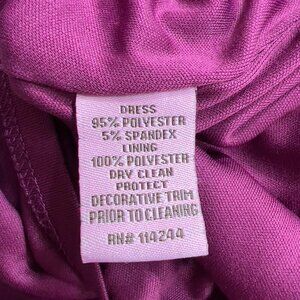 DRESS
95% POLYESTER
5% SPANDEX
LINING
100% POLYESTER
DRY CLEAN
PROTECT
DECORATIVE TRIM
PRIOR TO CLEANING
RN# 114244